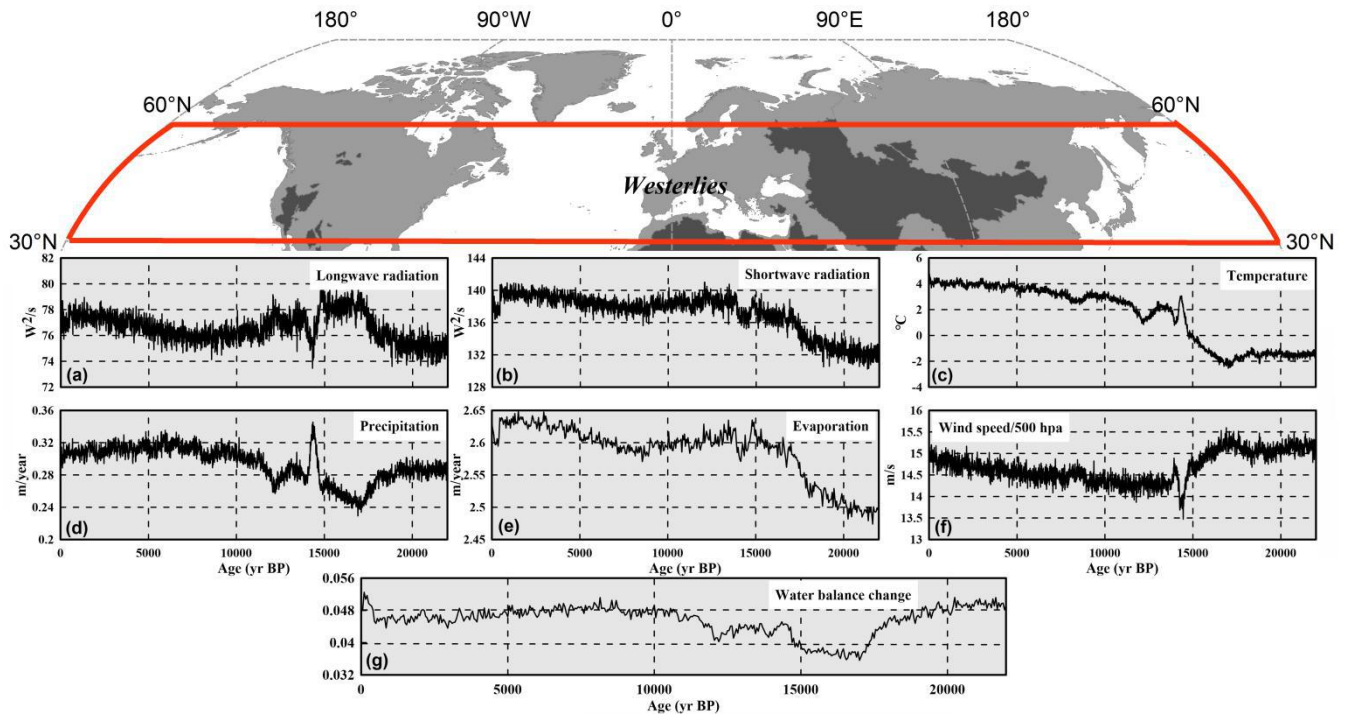 180° 90°W 0° 90°E 180°
60°N 60°N
Westerlies
30°N 30°N
82
80
78
76
74
72
W²/s
Longwave radiation
(a)
144
140
136
132
128
W²/s
Shortwave radiation
(b)
6
4
2
0
-2
-4
°C
Temperature
(c)
0.36
0.32
0.28
0.24
0.2
m/year
Precipitation
(d)
0 5000 10000 15000 20000
Age (yr BP)
2.65
2.6
2.55
2.5
2.45
m/year
Evaporation
(e)
0 5000 10000 15000 20000
Age (yr BP)
16
15.5
15
14.5
14
13.5
13
m/s
Wind speed/500 hpa
(f)
0 5000 10000 15000 20000
Age (yr BP)
0.056
0.048
0.04
0.032
Water balance change
(g)
0 5000 10000 15000 20000
Age (yr BP)